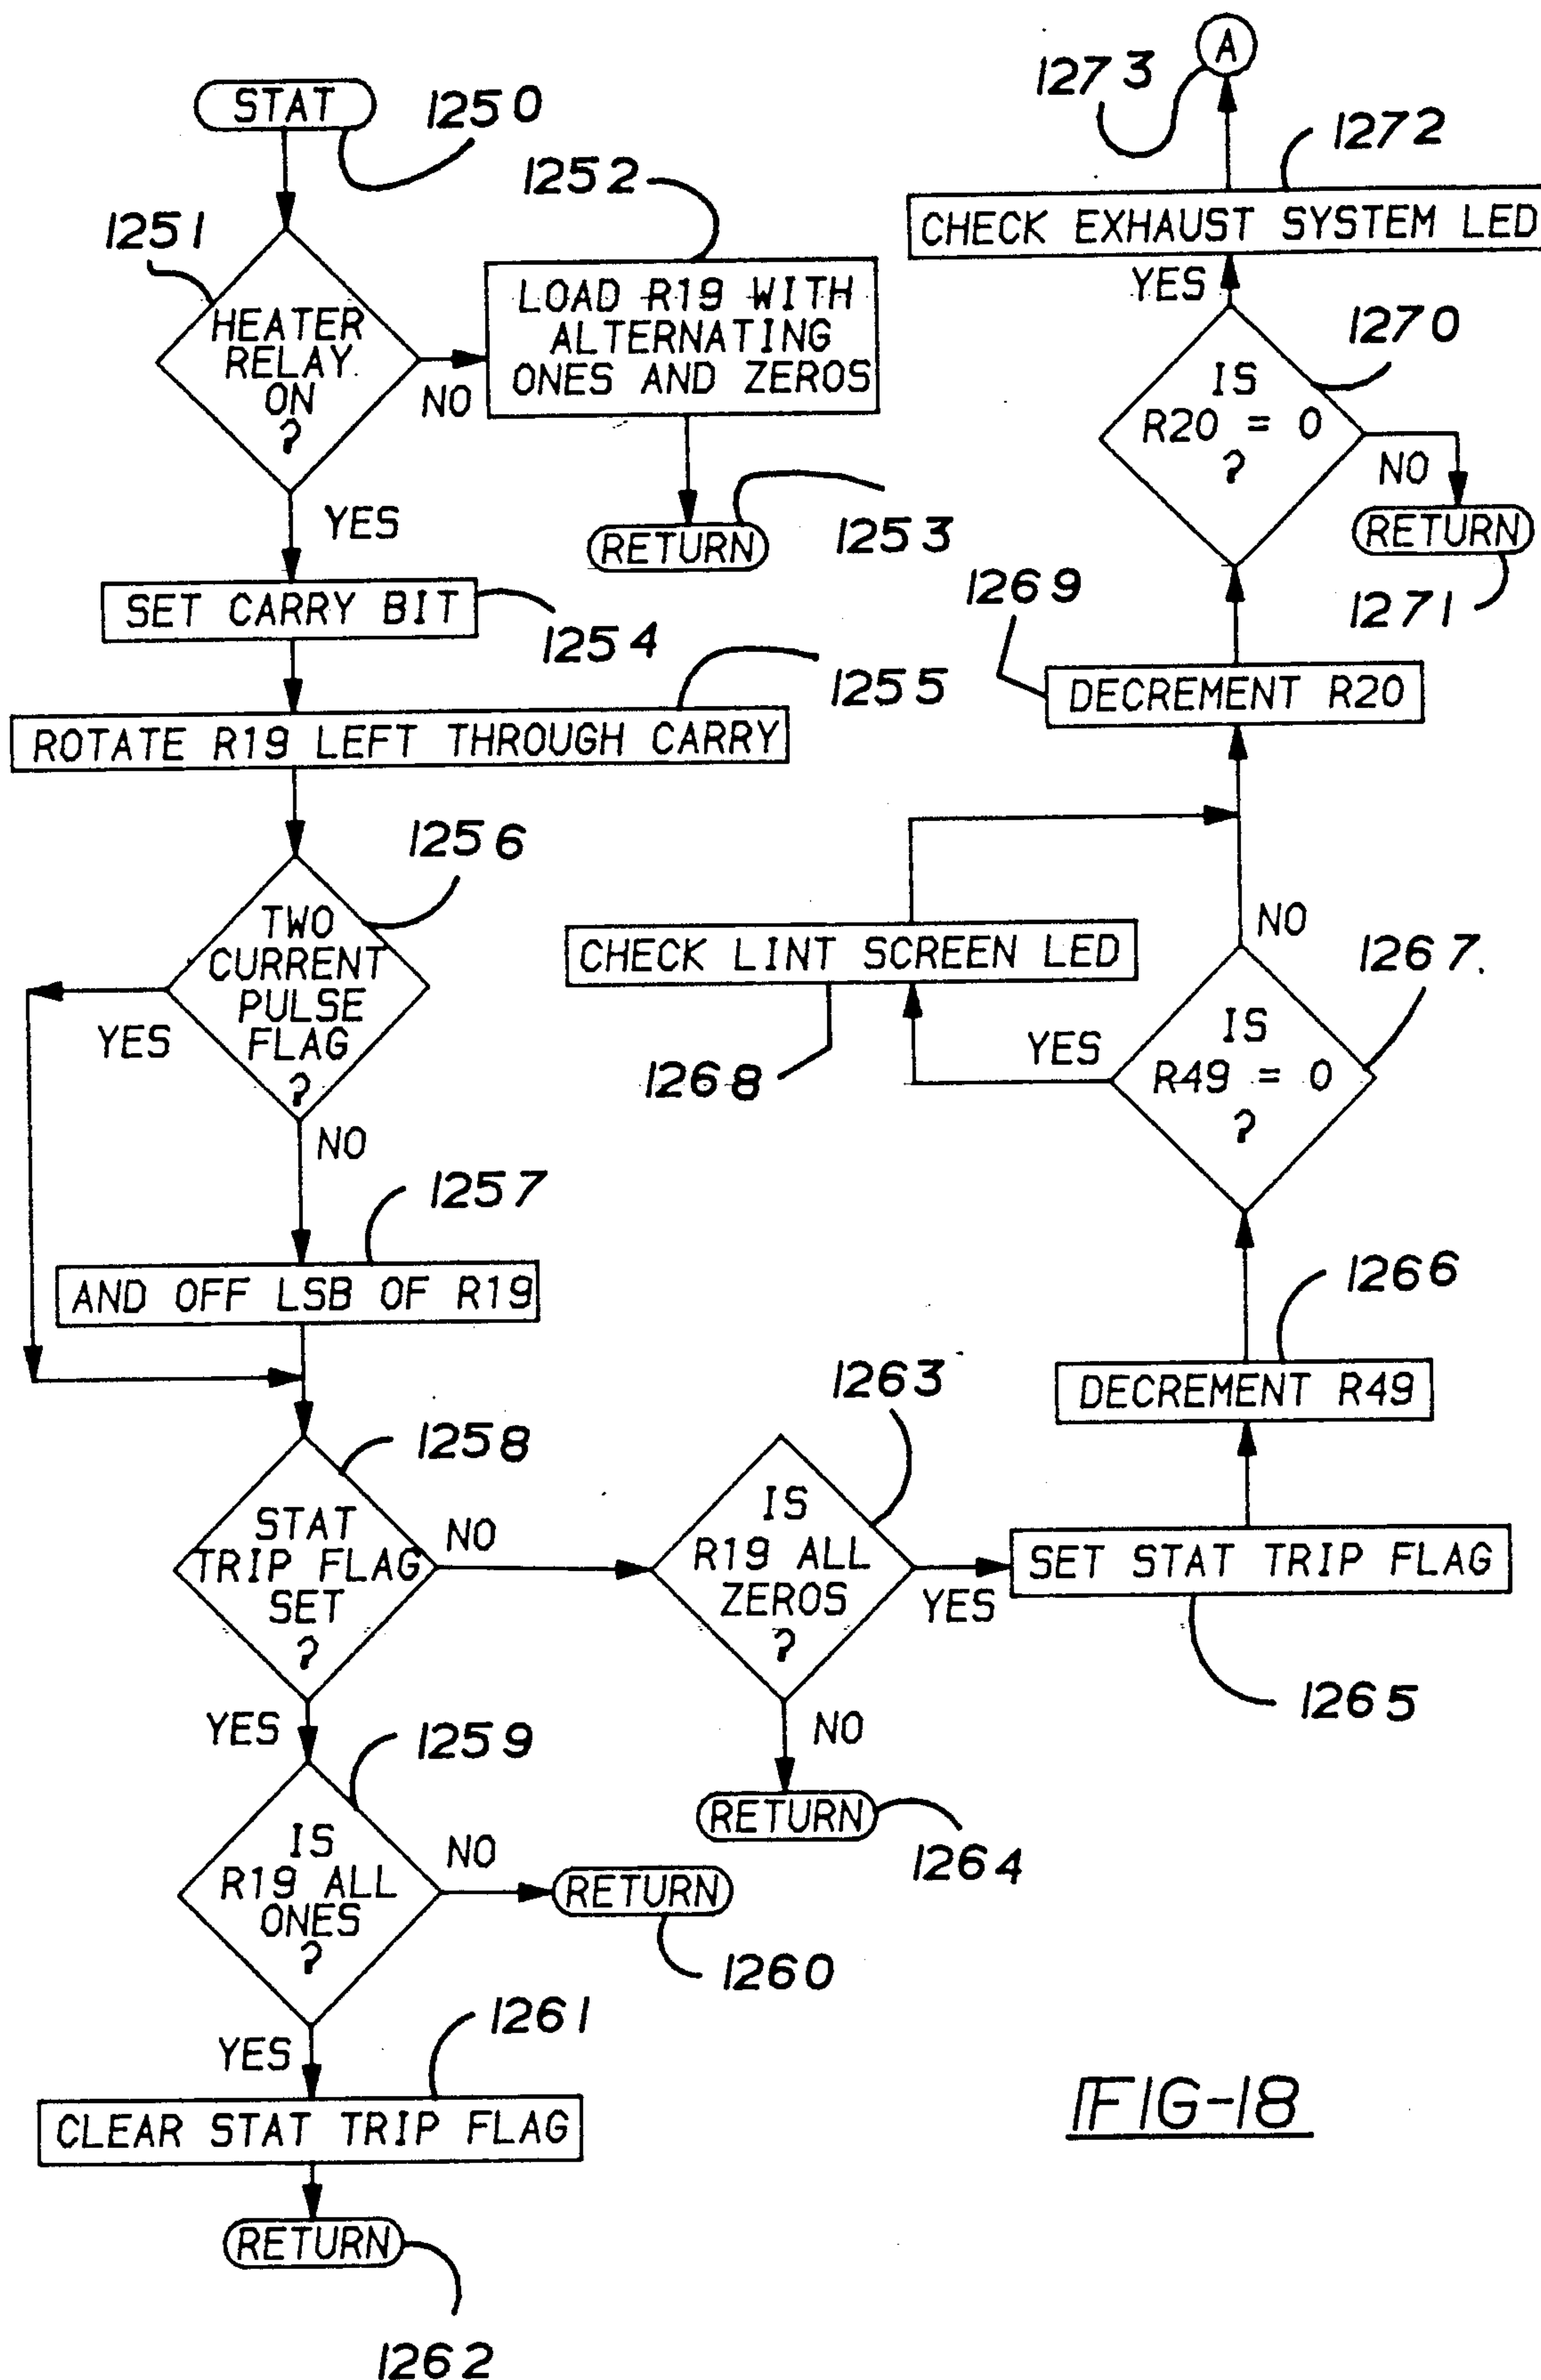 STAT
1250
1251
HEATER
RELAY
ON
?
NO
YES
1252
LOAD R19 WITH
ALTERNATING
ONES AND ZEROS
RETURN
1253
SET CARRY BIT
1254
1255
ROTATE R19 LEFT THROUGH CARRY
1256
TWO
CURRENT
PULSE
FLAG
?
YES
NO
1257
AND OFF LSB OF R19
1258
STAT
TRIP FLAG
SET
?
NO
YES
1259
IS
R19 ALL
ONES
?
NO
RETURN
1260
YES
1261
CLEAR STAT TRIP FLAG
RETURN
1262
1263
IS
R19 ALL
ZEROS
?
YES
NO
RETURN
1264
SET STAT TRIP FLAG
1265
1266
DECREMENT R49
1267.
IS
R49 = 0
?
YES
NO
CHECK LINT SCREEN LED
1268
1269
DECREMENT R20
1270
IS
R20 = 0
?
NO
RETURN
1271
YES
1272
CHECK EXHAUST SYSTEM LED
1273
A
FIG-18